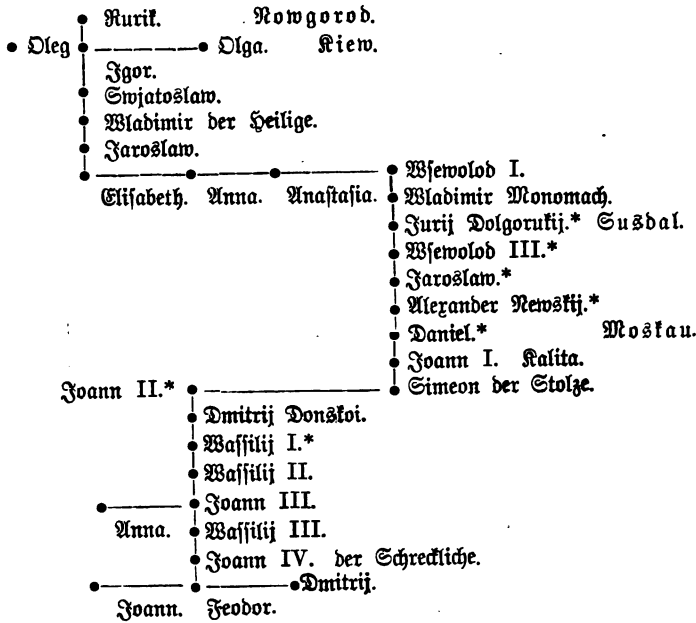 Rurik. Nowgorod.
Oleg Olga. Kiew.
Igor.
Swjatoslaw.
Wladimir der Heilige.
Jaroslaw.
Wsewolod I.
Elisabeth. Anna. Anastasia. Wladimir Monomach.
Jurij Dolgorukij.* Susdal.
Wsewolod III.*
Jaroslaw.*
Alexander Newskij.*
Daniel.* Moskau.
Joann I. Kalita.
Joann II.* Simeon der Stolze.
Dmitrij Donskoi.
Wassilij I.*
Wassilij II.
Joann III.
Anna. Wassilij III.
Joann IV. der Schreckliche.
Dmitrij.
Joann. Feodor.